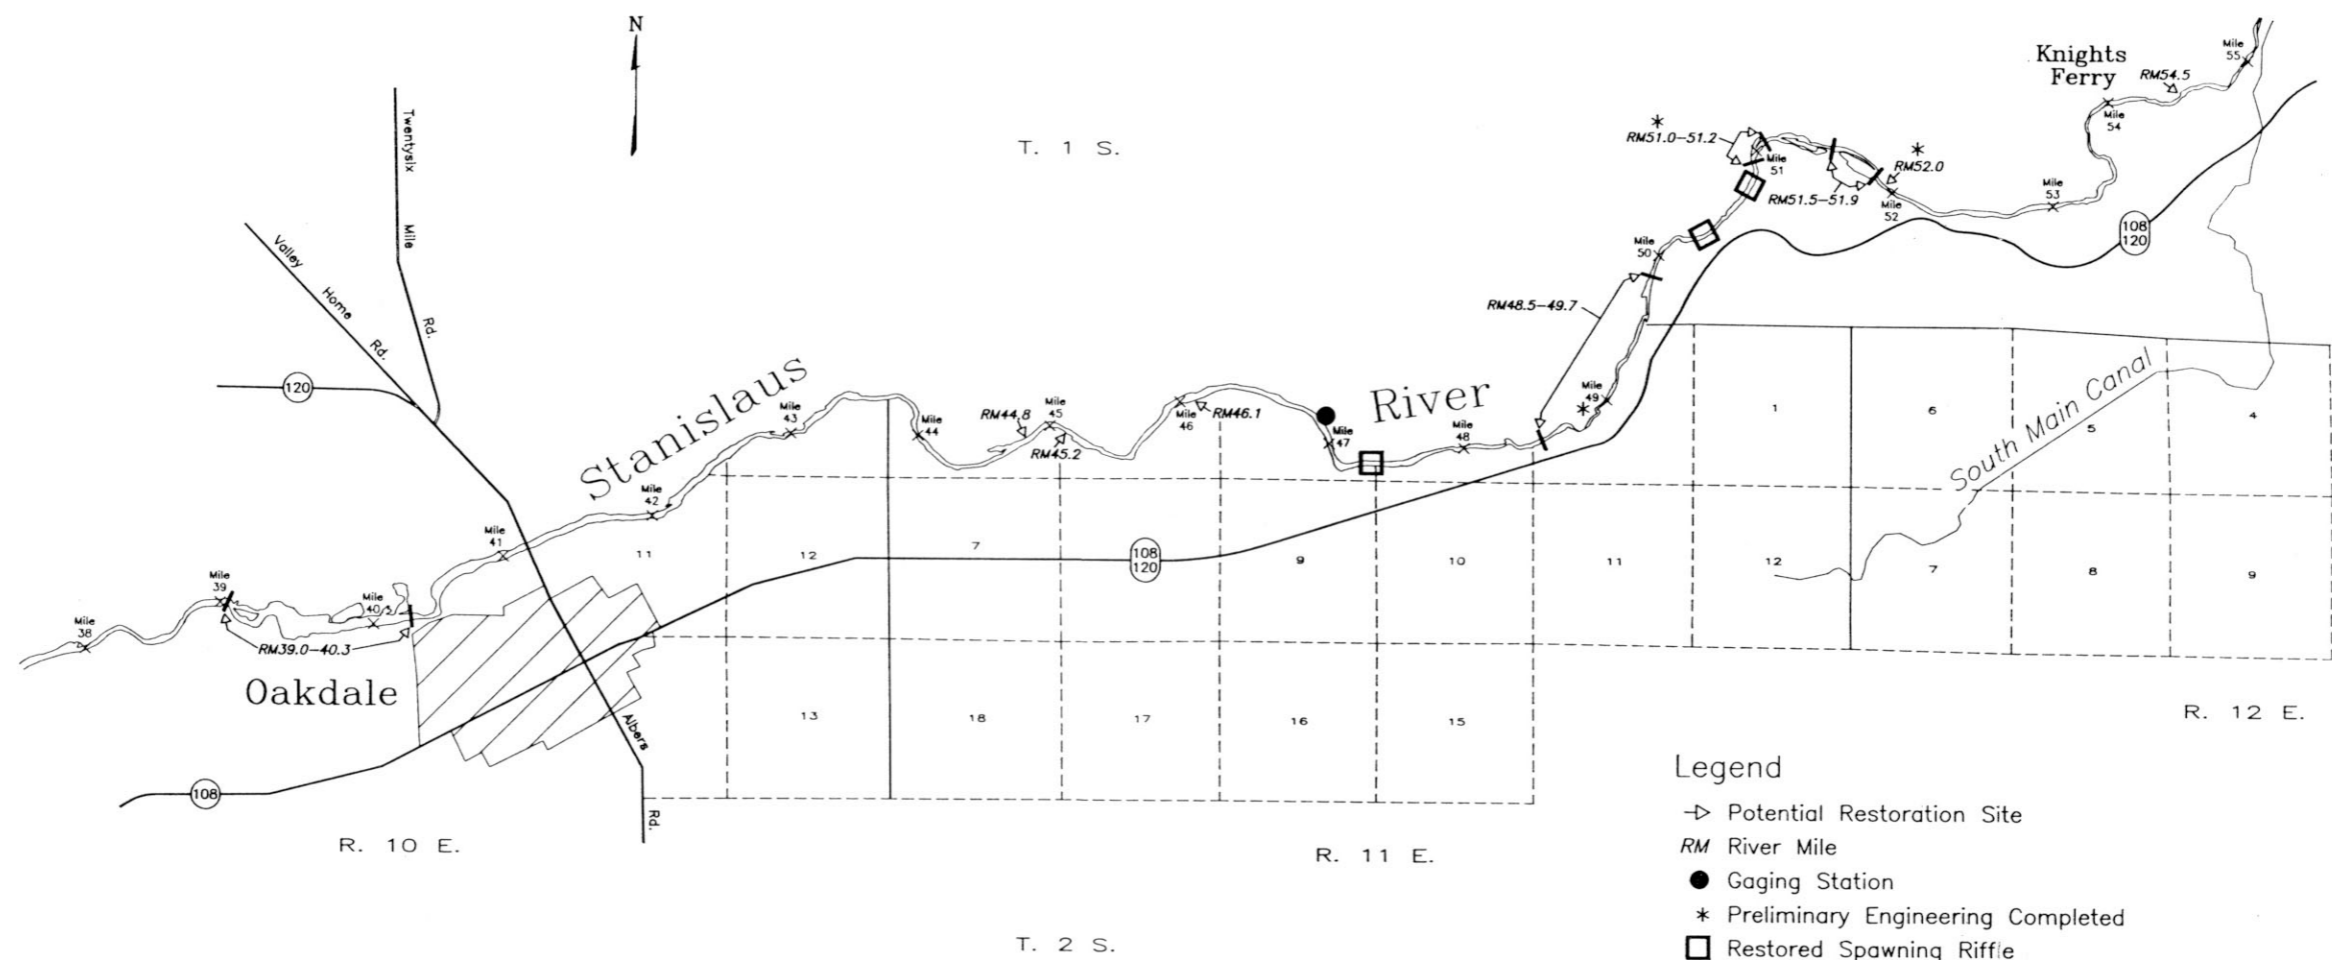 N
Knights
Ferry
Mile
55
RM54.5
Mile
54
T. 1 S.
Twentysix Mile Rd.
Valley Home Rd.
RM51.0-51.2
*
Mile
51
*
RM52.0
RM51.5-51.9
Mile
52
Mile
53
108
120
Mile
50
RM48.5-49.7
120
Stanislaus River
Mile
43
Mile
44
RM44.8
Mile
45
RM45.2
Mile
46
RM46.1
Mile
47
Mile
48
Mile
49
*
1
6
5
4
South Main Canal
Mile
42
Mile
41
11
12
7
108
120
9
10
11
12
7
8
9
Mile
39
Mile
40
Mile
38
RM39.0-40.3
Oakdale
13
18
17
16
15
Albers Rd.
108
R. 12 E.
R. 10 E.
R. 11 E.
T. 2 S.
Legend
Potential Restoration Site
RM River Mile
Gaging Station
* Preliminary Engineering Completed
Restored Spawning Riffle